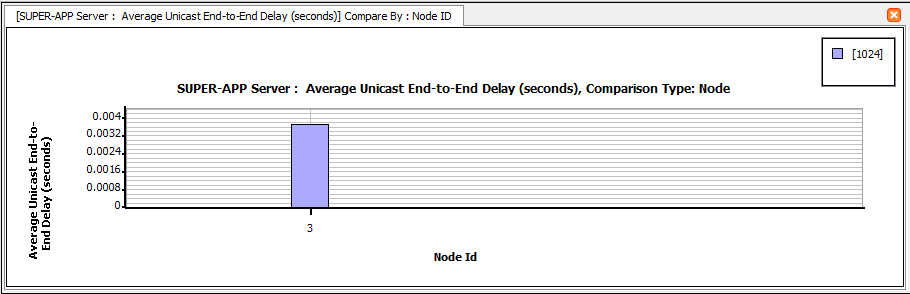 [SUPER-APP Server :  Average Unicast End-to-End Delay (seconds)] Compare By : Node ID
[1024]
SUPER-APP Server :  Average Unicast End-to-End Delay (seconds), Comparison Type: Node
Average Unicast End-to-
End Delay (seconds)
0.004
0.0032
0.0024
0.0016
0.0008
0
3
Node Id